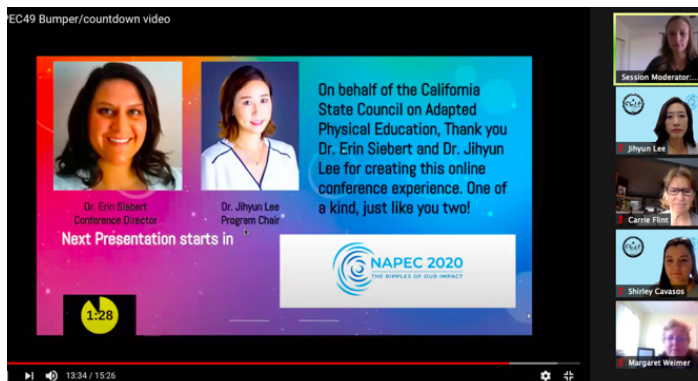 PEC49 Bumper/countdown video
On behalf of the California
State Council on Adapted
Physical Education, Thank you
Dr. Erin Siebert and Dr. Jihyun
Lee for creating this online
conference experience. One of
a kind, just like you two!
Dr. Erin Siebert
Conference Director
Dr. Jihyun Lee
Program Chair
Next Presentation starts in
NAPEC 2020
THE RIPPLES OF OUR IMPACT
1:28
13:34 / 15:26
Session Moderator:...
Jihyun Lee
Carrie Flint
Shirley Cavasos
Margaret Weimer